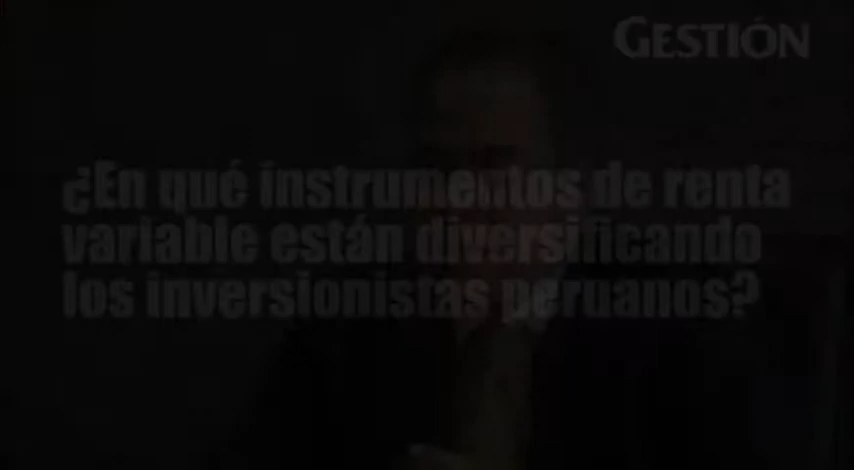 GESTIÓN
¿En qué instrumentos de renta
variable están diversificando
los inversionistas peruanos?